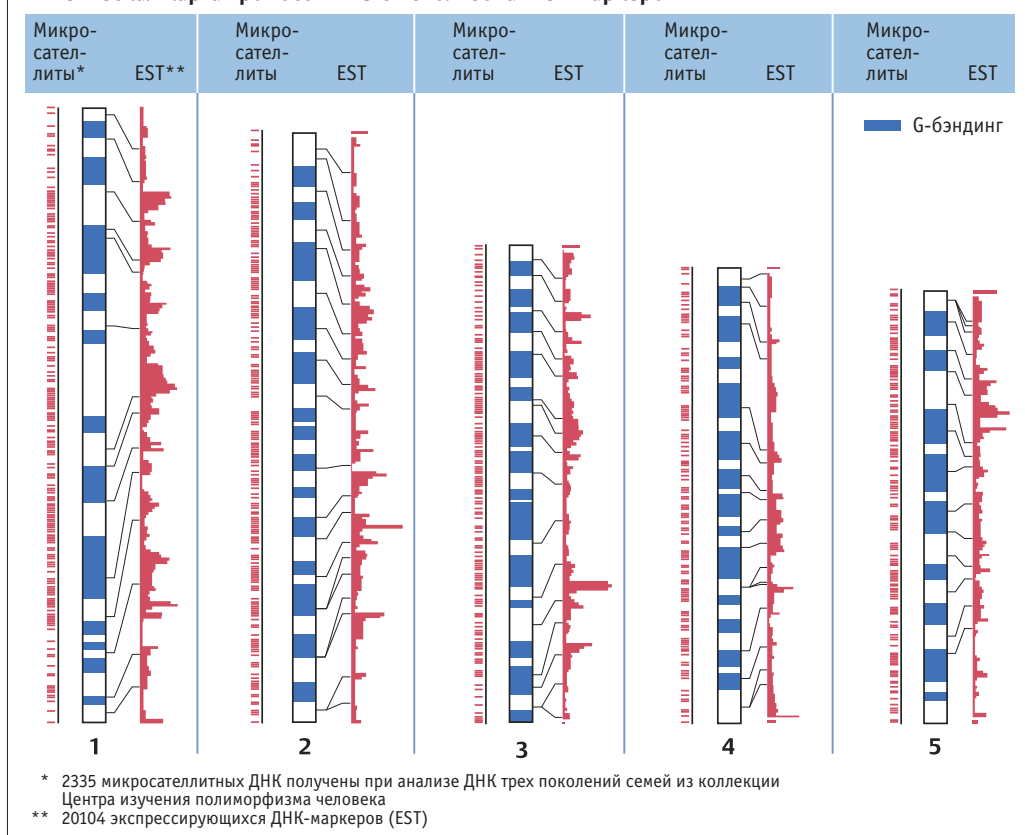 Микро-
сател-
литы* EST**
Микро-
сател-
литы EST
Микро-
сател-
литы EST
Микро-
сател-
литы EST
Микро-
сател-
литы EST
G-бэндинг
1 2 3 4 5
* 2335 микросателлитных ДНК получены при анализе ДНК трех поколений семей из коллекции
Центра изучения полиморфизма человека
** 20104 экспрессирующихся ДНК-маркеров (EST)